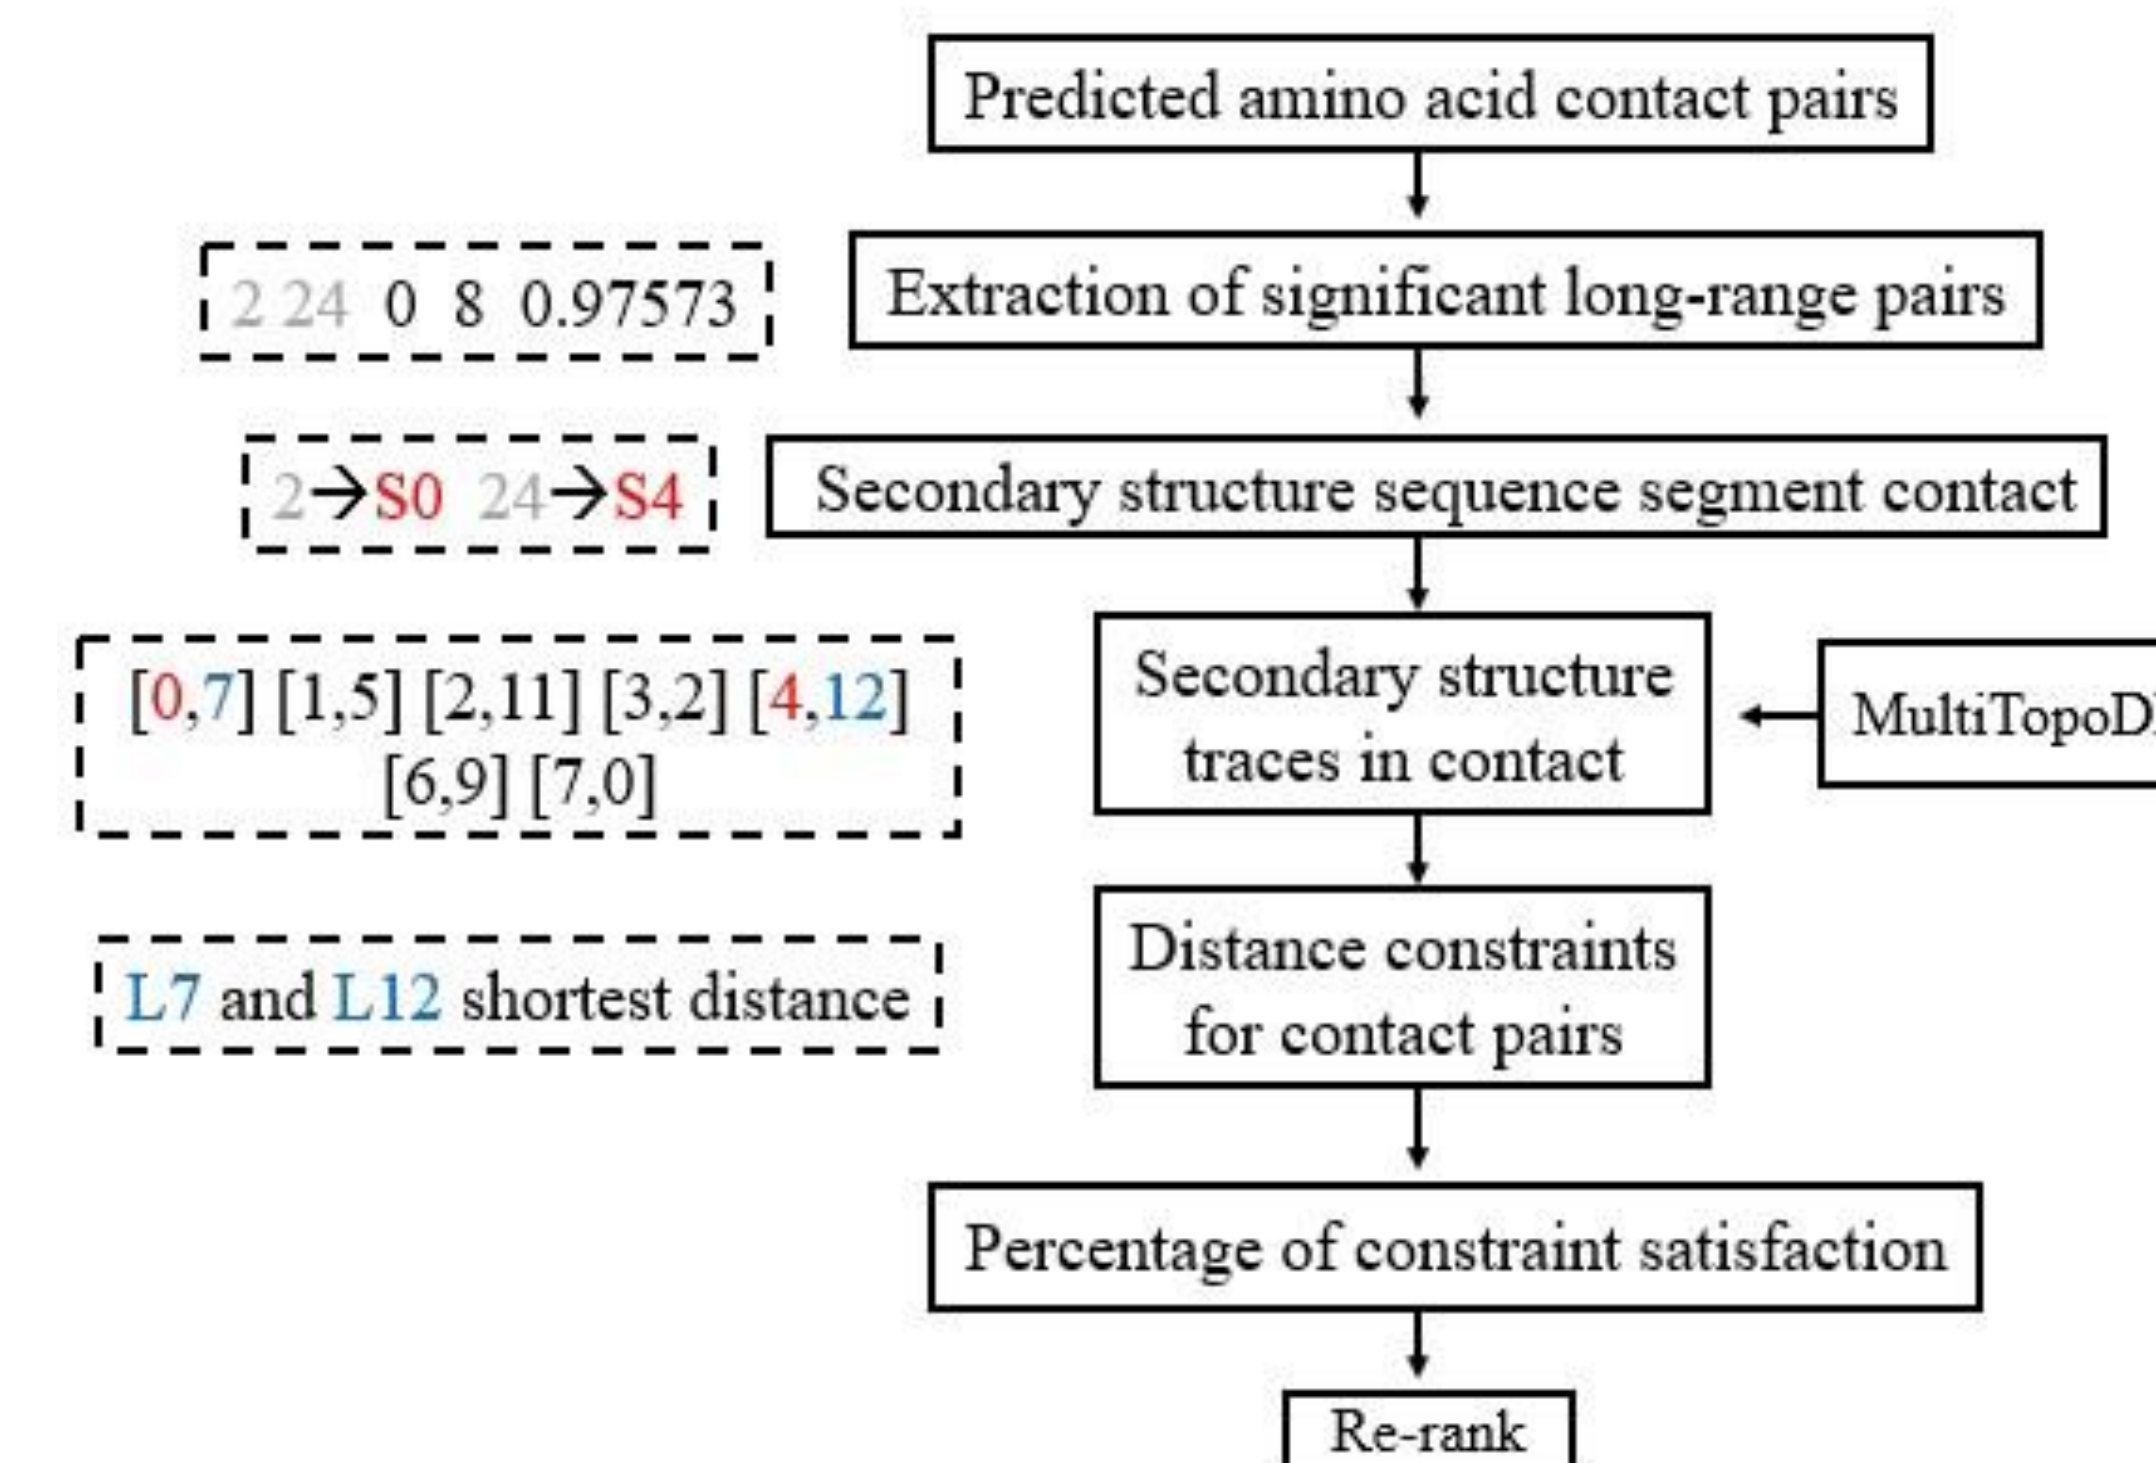 Predicted amino acid contact pairs
2 24 0 8 0.97573
Extraction of significant long-range pairs
2→S0 24→S4
Secondary structure sequence segment contact
[0,7] [1,5] [2,11] [3,2] [4,12]
[6,9] [7,0]
Secondary structure
traces in contact
L7 and L12 shortest distance
Distance constraints
for contact pairs
Percentage of constraint satisfaction
Re-rank